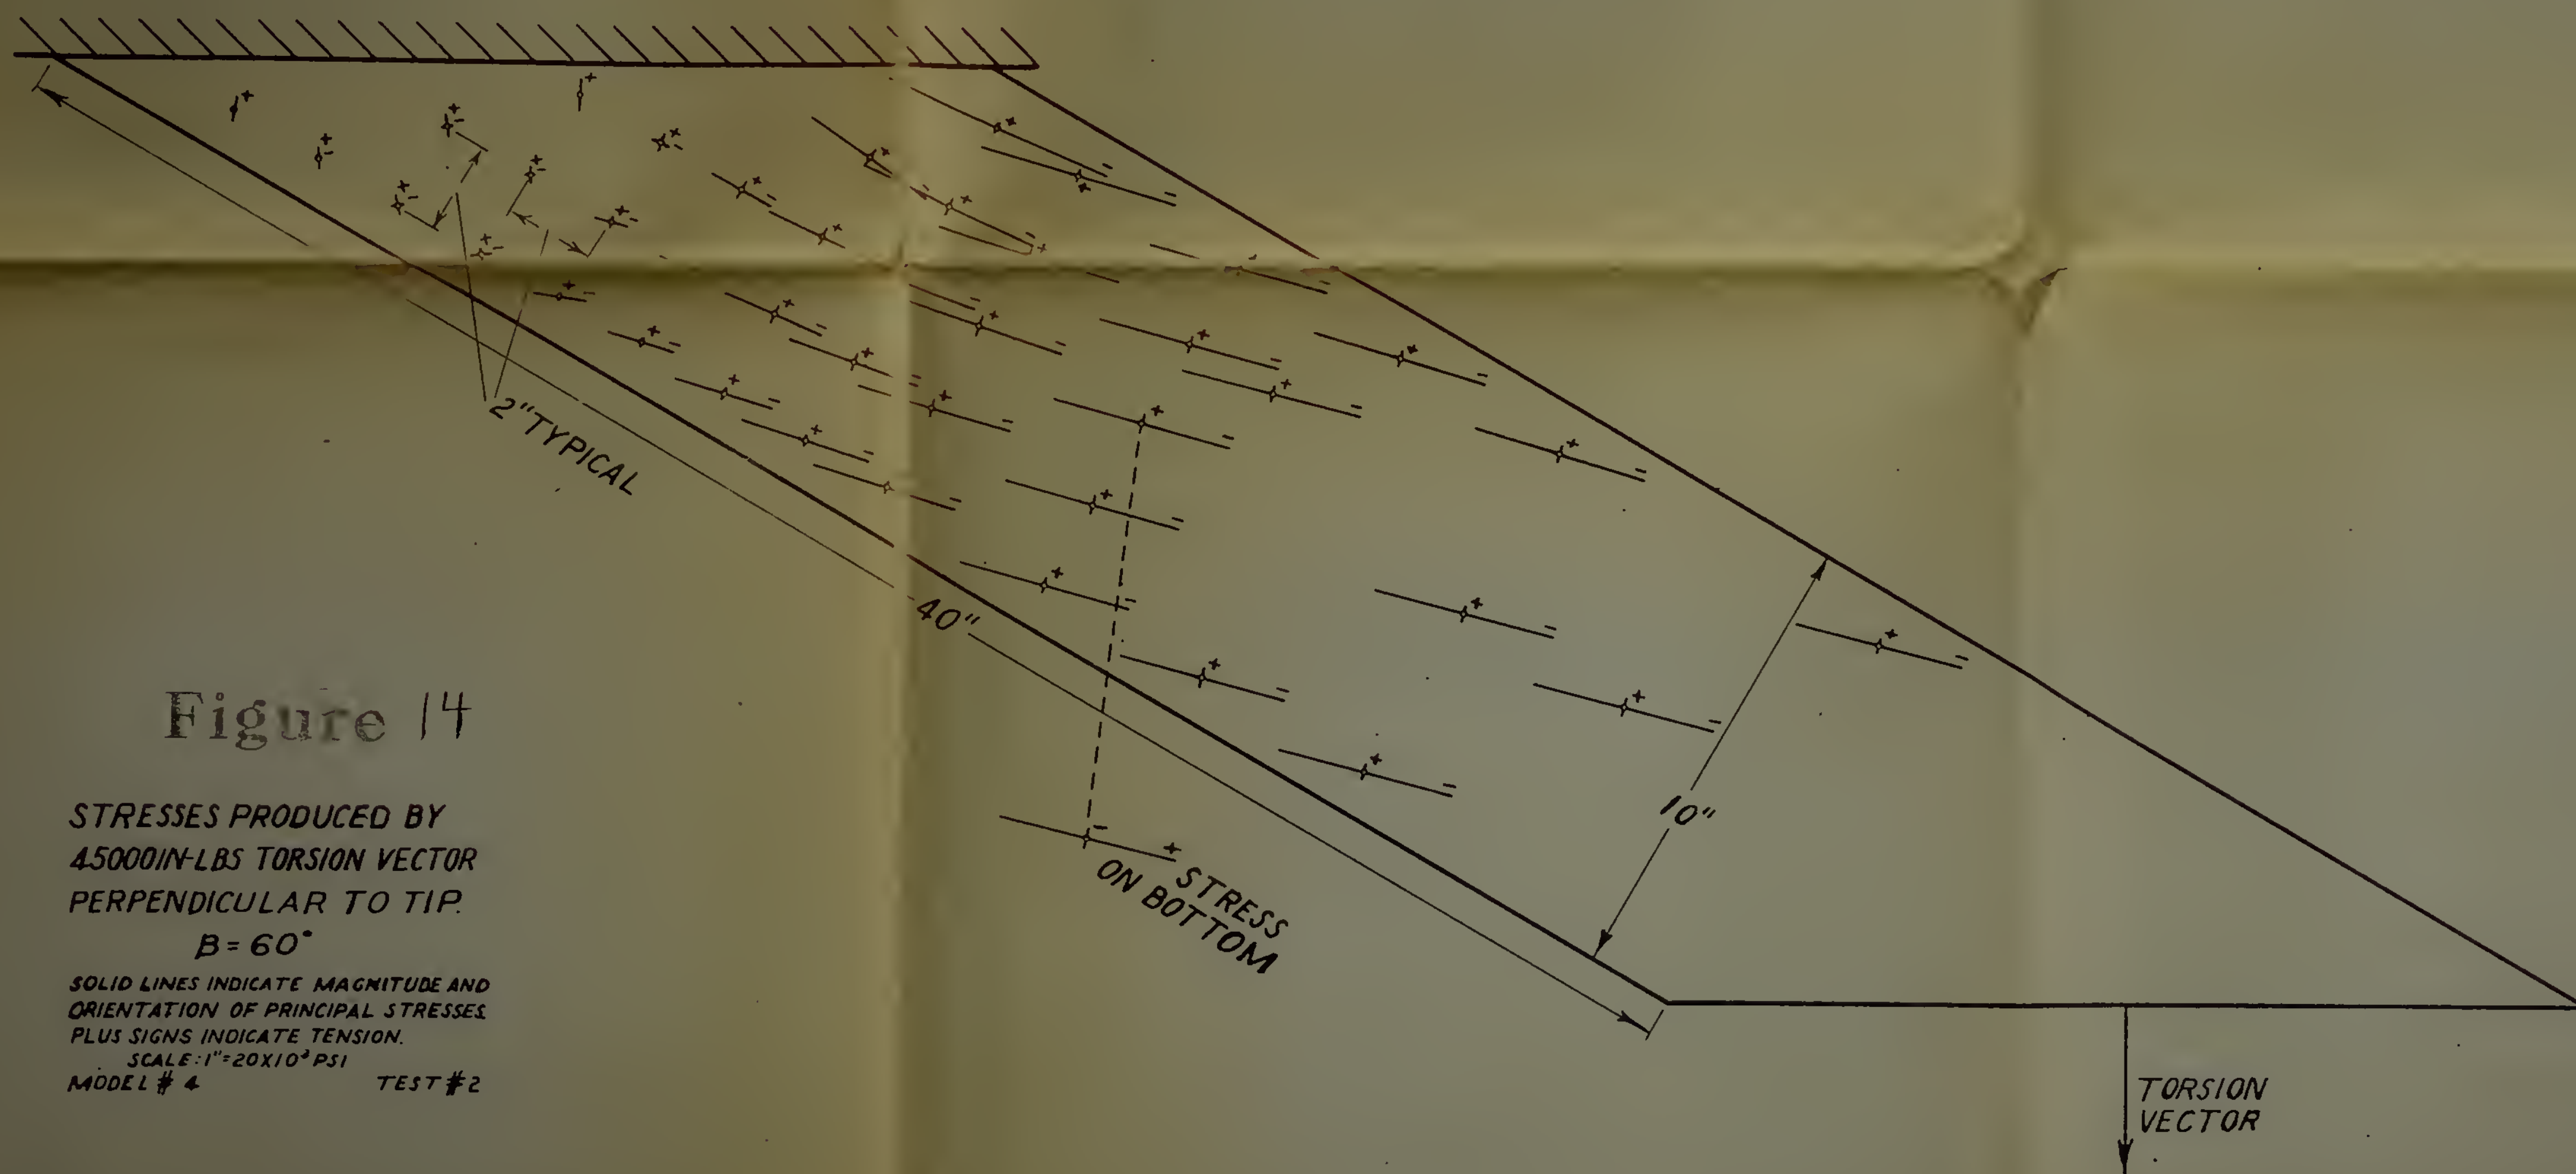 2" TYPICAL
40"
10"
STRESS
ON BOTTOM
Figure 14
STRESSES PRODUCED BY
45000IN-LBS TORSION VECTOR
PERPENDICULAR TO TIP.
β = 60°
SOLID LINES INDICATE MAGNITUDE AND
ORIENTATION OF PRINCIPAL STRESSES
PLUS SIGNS INDICATE TENSION.
SCALE: 1"=20X10³ PSI
MODEL # 4 TEST #2
TORSION
VECTOR